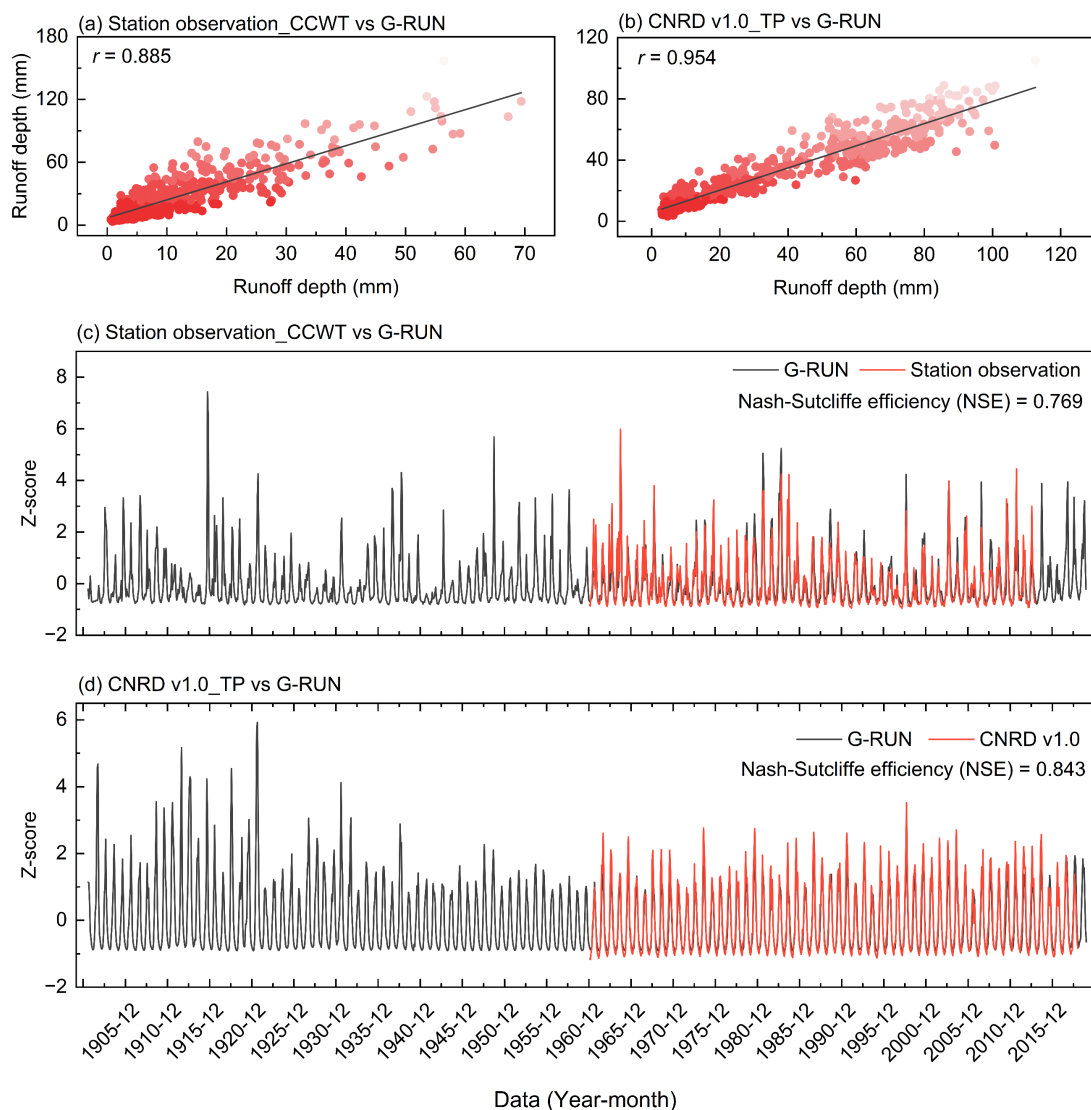 (a) Station observation_CCWT vs G-RUN
180
120
60
0
r = 0.885
Runoff depth (mm)
0 10 20 30 40 50 60 70
Runoff depth (mm)
(b) CNRD v1.0_TP vs G-RUN
120
80
40
0
r = 0.954
Runoff depth (mm)
0 20 40 60 80 100 120
Runoff depth (mm)
(c) Station observation_CCWT vs G-RUN
8
6
4
2
0
−2
Z-score
G-RUN Station observation
Nash-Sutcliffe efficiency (NSE) = 0.769
(d) CNRD v1.0_TP vs G-RUN
6
4
2
0
−2
Z-score
G-RUN CNRD v1.0
Nash-Sutcliffe efficiency (NSE) = 0.843
1905-12 1910-12 1915-12 1920-12 1925-12 1930-12 1935-12 1940-12 1945-12 1950-12 1955-12 1960-12 1965-12 1970-12 1975-12 1980-12 1985-12 1990-12 1995-12 2000-12 2005-12 2010-12 2015-12
Data (Year-month)